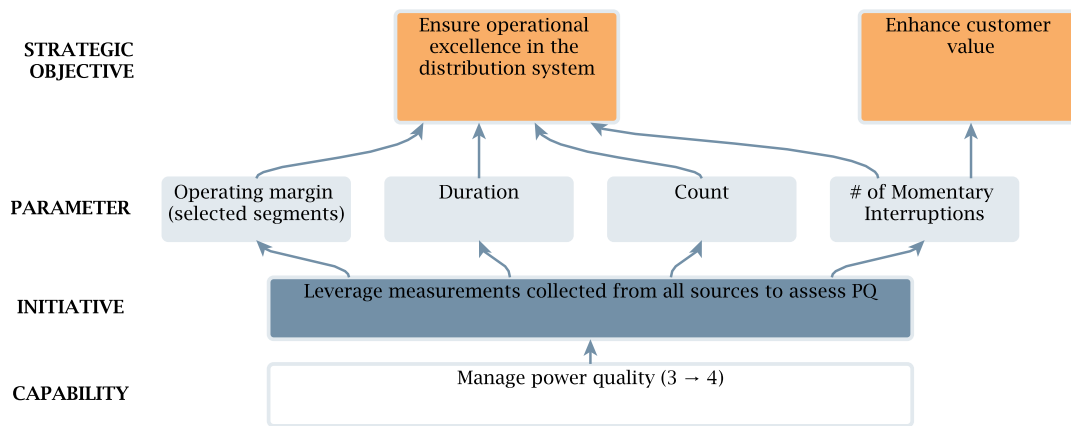 STRATEGIC
OBJECTIVE
Ensure operational
excellence in the
distribution system
Enhance customer
value
PARAMETER
Operating margin
(selected segments)
Duration
Count
# of Momentary
Interruptions
INITIATIVE
Leverage measurements collected from all sources to assess PQ
CAPABILITY
Manage power quality (3 → 4)